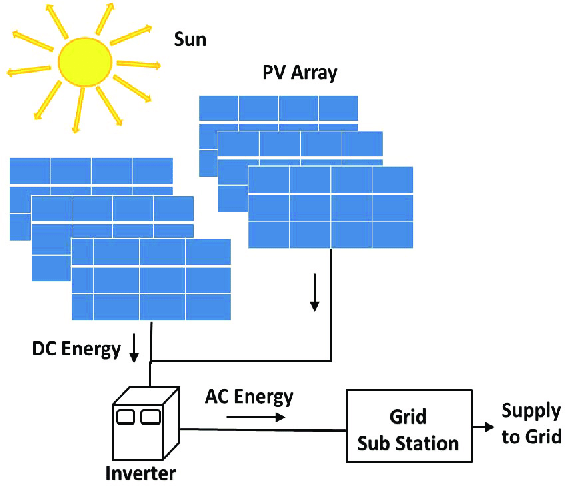 Sun
PV Array
DC Energy
AC Energy
Grid
Sub Station
Supply
to Grid
Inverter